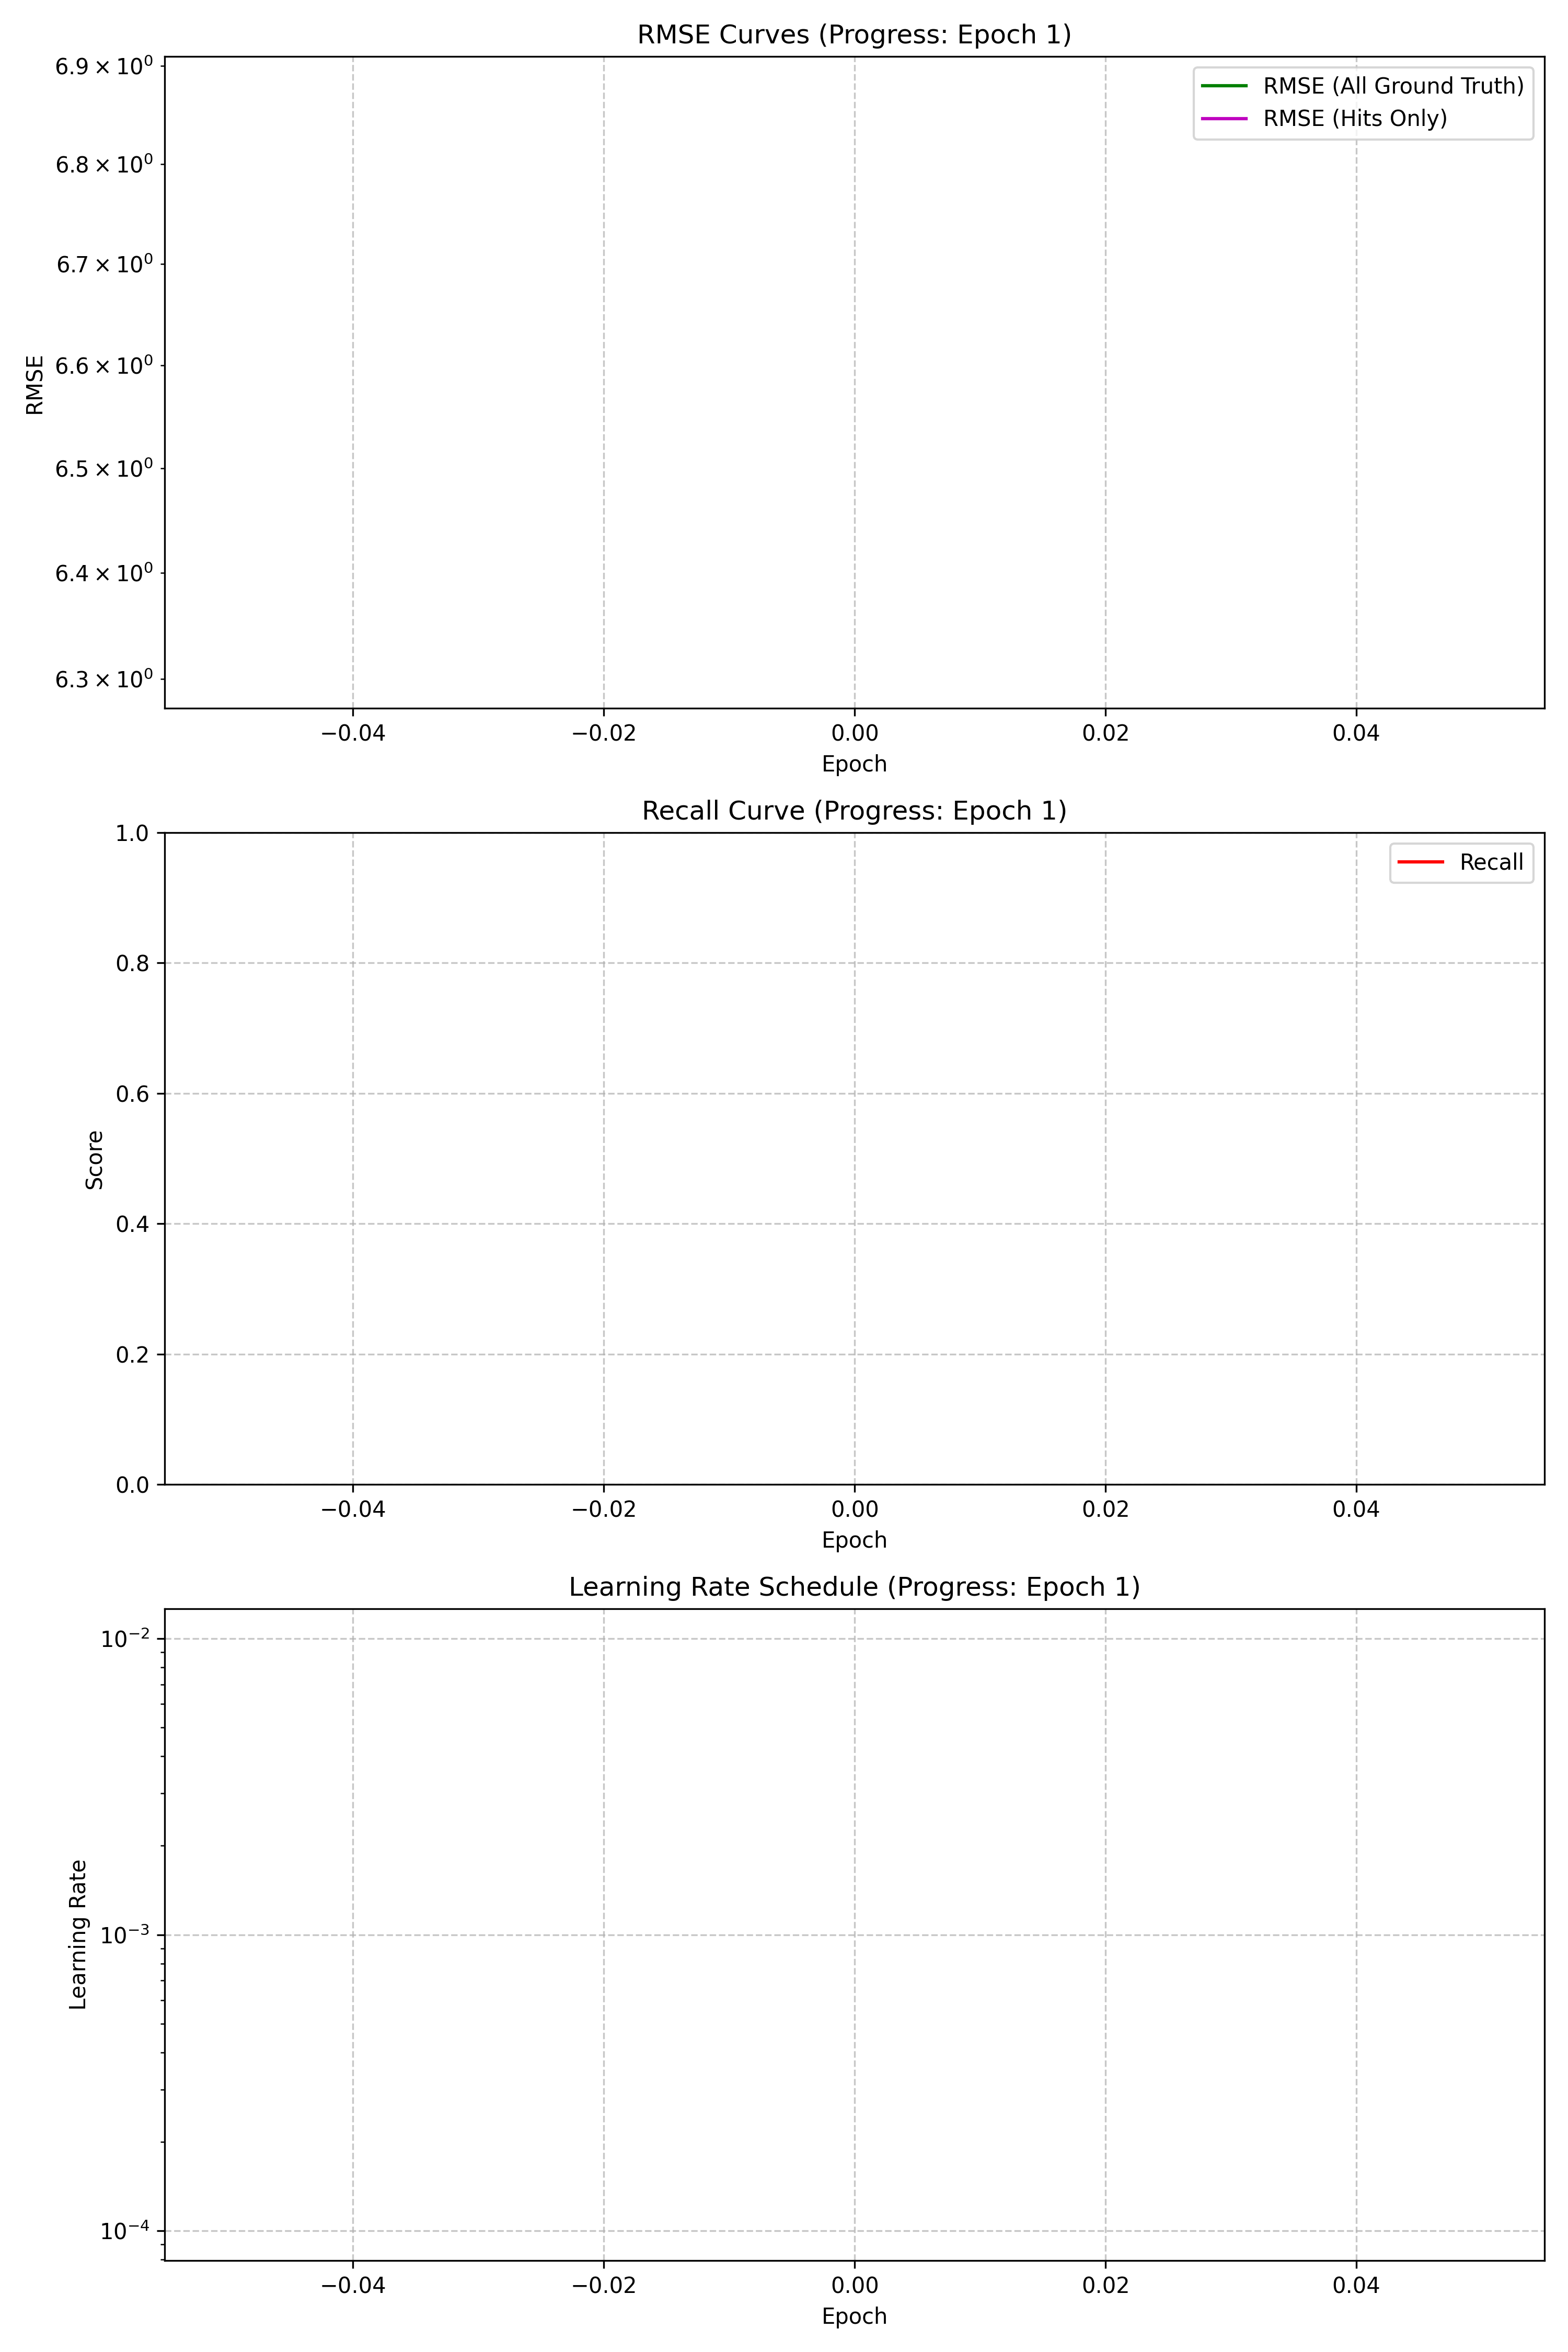 RMSE Curves (Progress: Epoch 1)
RMSE (All Ground Truth)
RMSE (Hits Only)
6.9 × 10⁰
6.8 × 10⁰
6.7 × 10⁰
6.6 × 10⁰
6.5 × 10⁰
6.4 × 10⁰
6.3 × 10⁰
RMSE
−0.04 −0.02 0.00 0.02 0.04
Epoch
Recall Curve (Progress: Epoch 1)
Recall
1.0
0.8
0.6
0.4
0.2
0.0
Score
−0.04 −0.02 0.00 0.02 0.04
Epoch
Learning Rate Schedule (Progress: Epoch 1)
10⁻²
10⁻³
10⁻⁴
Learning Rate
−0.04 −0.02 0.00 0.02 0.04
Epoch